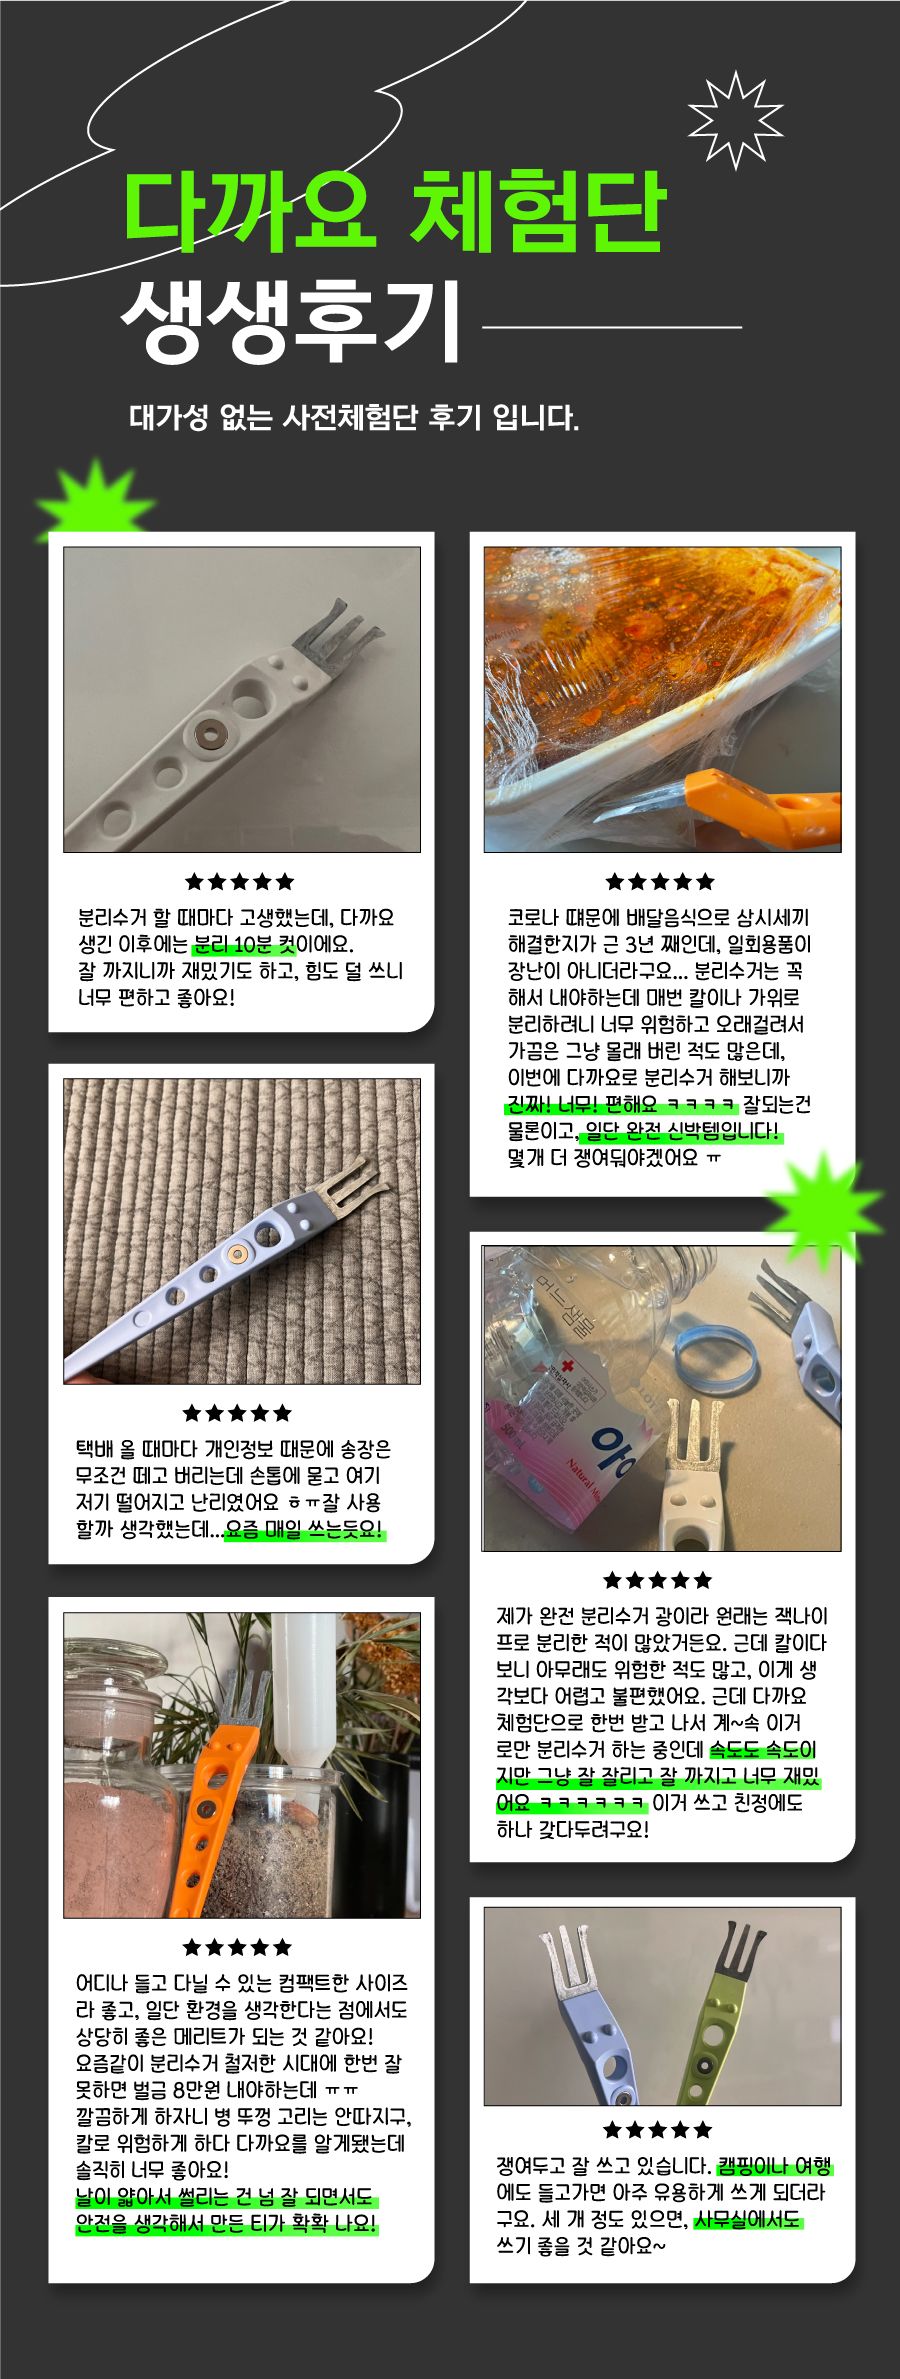 다까요 체험단
생생후기
대가성 없는 사전체험단 후기 입니다.
★★★★★
분리수거 할 때마다 고생했는데, 다까요
생긴 이후에는 분리 10분 컷이에요.
잘 까지니까 재밌기도 하고, 힘도 덜 쓰니
너무 편하고 좋아요!
★★★★★
택배 올 때마다 개인정보 때문에 송장은
무조건 떼고 버리는데 손톱에 묻고 여기
저기 떨어지고 난리였어요 ㅎㅠ잘 사용
할까 생각했는데...요즘 매일 쓰는듯요!
★★★★★
어디나 들고 다닐 수 있는 컴팩트한 사이즈
라 좋고, 일단 환경을 생각한다는 점에서도
상당히 좋은 메리트가 되는 것 같아요!
요즘같이 분리수거 철저한 시대에 한번 잘
못하면 벌금 8만원 내야하는데 ㅠㅠ
깔끔하게 하자니 병 뚜껑 고리는 안따지구,
칼로 위험하게 하다 다까요를 알게됐는데
솔직히 너무 좋아요!
날이 얇아서 썰리는 건 넘 잘 되면서도
안전을 생각해서 만든 티가 확확 나요!
★★★★★
코로나 떄문에 배달음식으로 삼시세끼
해결한지가 근 3년 째인데, 일회용품이
장난이 아니더라구요... 분리수거는 꼭
해서 내야하는데 매번 칼이나 가위로
분리하려니 너무 위험하고 오래걸려서
가끔은 그냥 몰래 버린 적도 많은데,
이번에 다까요로 분리수거 해보니까
진짜! 너무! 편해요 ㅋㅋㅋㅋ 잘되는건
물론이고, 일단 완전 신박템입니다!
몇개 더 쟁여둬야겠어요 ㅠ
머느샘물
500 mL
아
Natural Min
LOT
★★★★★
제가 완전 분리수거 광이라 원래는 잭나이
프로 분리한 적이 많았거든요. 근데 칼이다
보니 아무래도 위험한 적도 많고, 이게 생
각보다 어렵고 불편했어요. 근데 다까요
체험단으로 한번 받고 나서 계~속 이거
로만 분리수거 하는 중인데 속도도 속도이
지만 그냥 잘 잘리고 잘 까지고 너무 재밌
어요 ㅋㅋㅋㅋㅋㅋ 이거 쓰고 친정에도
하나 갖다두려구요!
★★★★★
쟁여두고 잘 쓰고 있습니다. 캠핑이나 여행
에도 들고가면 아주 유용하게 쓰게 되더라
구요. 세 개 정도 있으면, 사무실에서도
쓰기 좋을 것 같아요~